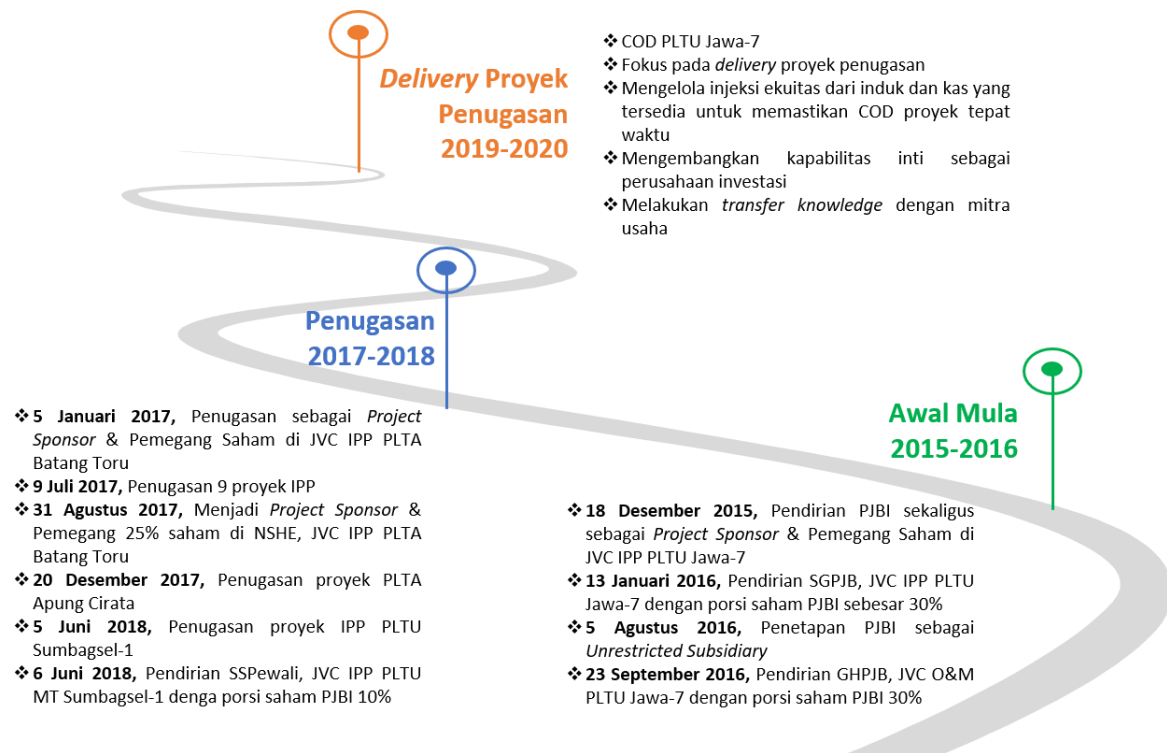 Delivery Proyek
Penugasan
2019-2020
❖ COD PLTU Jawa-7
❖ Fokus pada delivery proyek penugasan
❖ Mengelola injeksi ekuitas dari induk dan kas yang
tersedia untuk memastikan COD proyek tepat
waktu
❖ Mengembangkan kapabilitas inti sebagai
perusahaan investasi
❖ Melakukan transfer knowledge dengan mitra
usaha
Penugasan
2017-2018
❖ 5 Januari 2017, Penugasan sebagai Project
Sponsor & Pemegang Saham di JVC IPP PLTA
Batang Toru
❖ 9 Juli 2017, Penugasan 9 proyek IPP
❖ 31 Agustus 2017, Menjadi Project Sponsor &
Pemegang 25% saham di NSHE, JVC IPP PLTA
Batang Toru
❖ 20 Desember 2017, Penugasan proyek PLTA
Apung Cirata
❖ 5 Juni 2018, Penugasan proyek IPP PLTU
Sumbagsel-1
❖ 6 Juni 2018, Pendirian SSPewali, JVC IPP PLTU
MT Sumbagsel-1 denga porsi saham PJBI 10%
Awal Mula
2015-2016
❖ 18 Desember 2015, Pendirian PJBI sekaligus
sebagai Project Sponsor & Pemegang Saham di
JVC IPP PLTU Jawa-7
❖ 13 Januari 2016, Pendirian SGPJB, JVC IPP PLTU
Jawa-7 dengan porsi saham PJBI sebesar 30%
❖ 5 Agustus 2016, Penetapan PJBI sebagai
Unrestricted Subsidiary
❖ 23 September 2016, Pendirian GHPJB, JVC O&M
PLTU Jawa-7 dengan porsi saham PJBI 30%